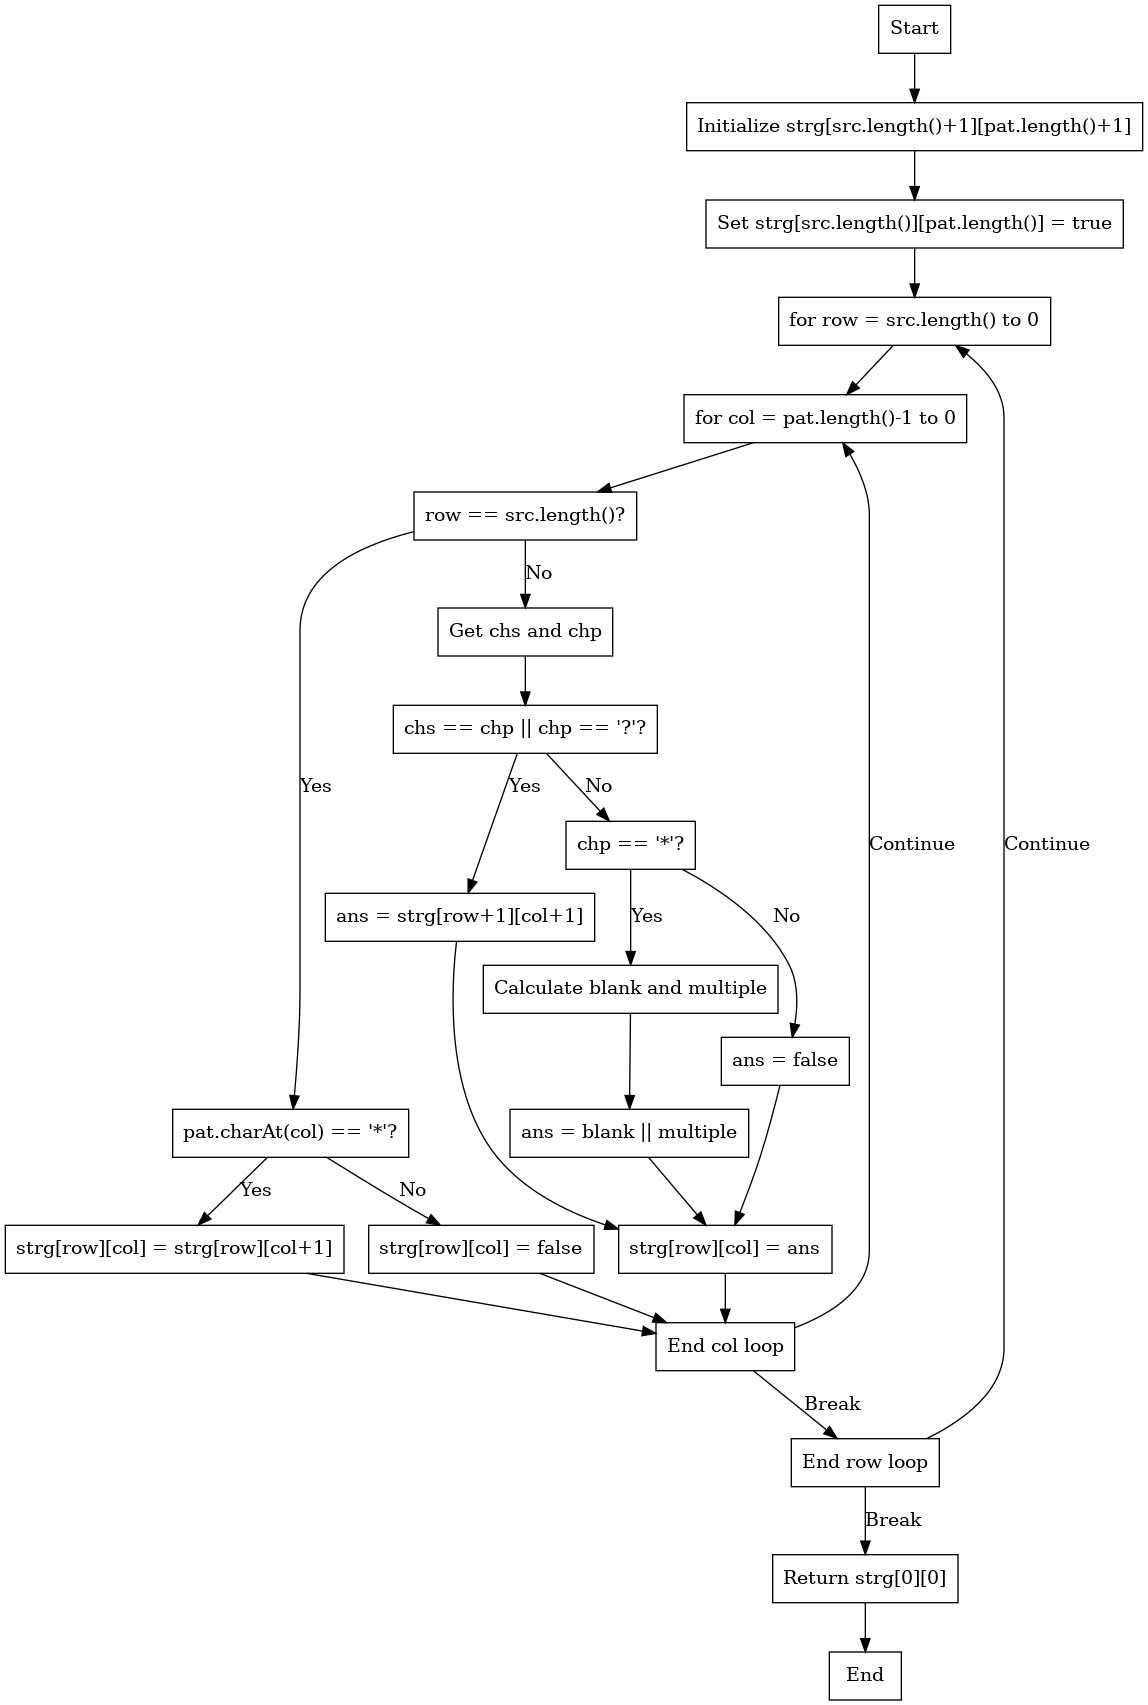 Start
Initialize strg[src.length()+1][pat.length()+1]
Set strg[src.length()][pat.length()] = true
for row = src.length() to 0
for col = pat.length()-1 to 0
row == src.length()?
No
Get chs and chp
chs == chp || chp == '?'?
Yes
Yes
No
chp == '*'?
Continue
Continue
ans = strg[row+1][col+1]
Yes
No
Calculate blank and multiple
ans = false
pat.charAt(col) == '*'?
ans = blank || multiple
Yes
No
strg[row][col] = strg[row][col+1]
strg[row][col] = false
strg[row][col] = ans
End col loop
Break
End row loop
Break
Return strg[0][0]
End